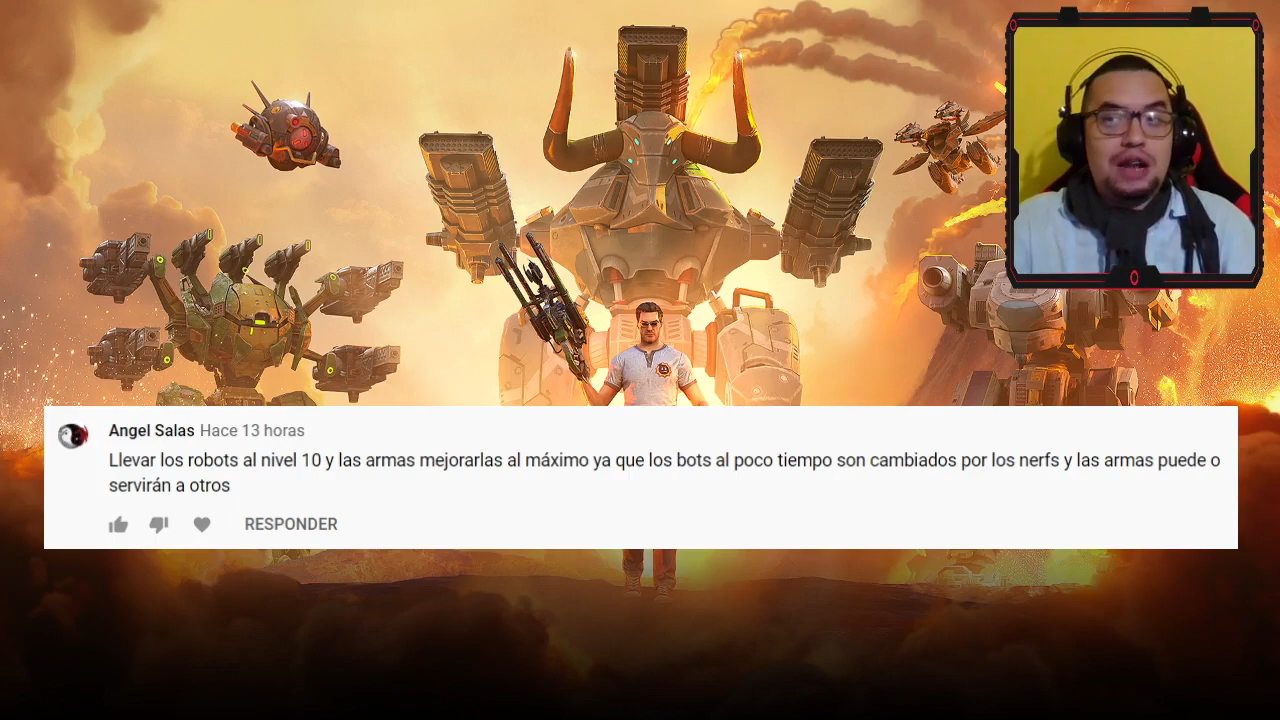 Angel Salas Hace 13 horas
Llevar los robots al nivel 10 y las armas mejorarlas al máximo ya que los bots al poco tiempo son cambiados por los nerfs y las armas puede o
servirán a otros
RESPONDER